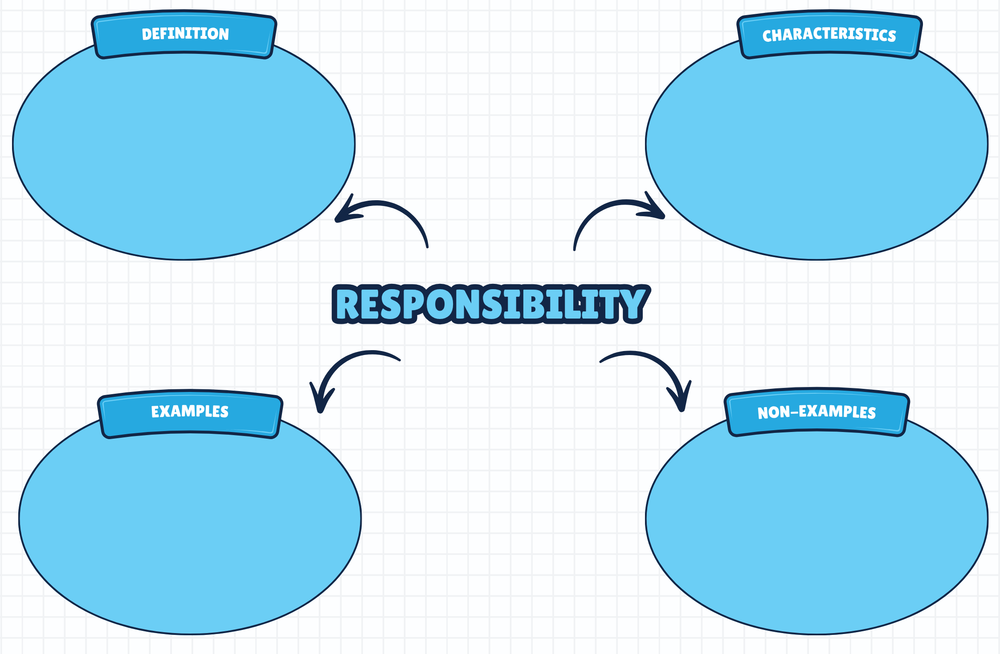 DEFINITION
CHARACTERISTICS
RESPONSIBILITY
EXAMPLES
NON-EXAMPLES